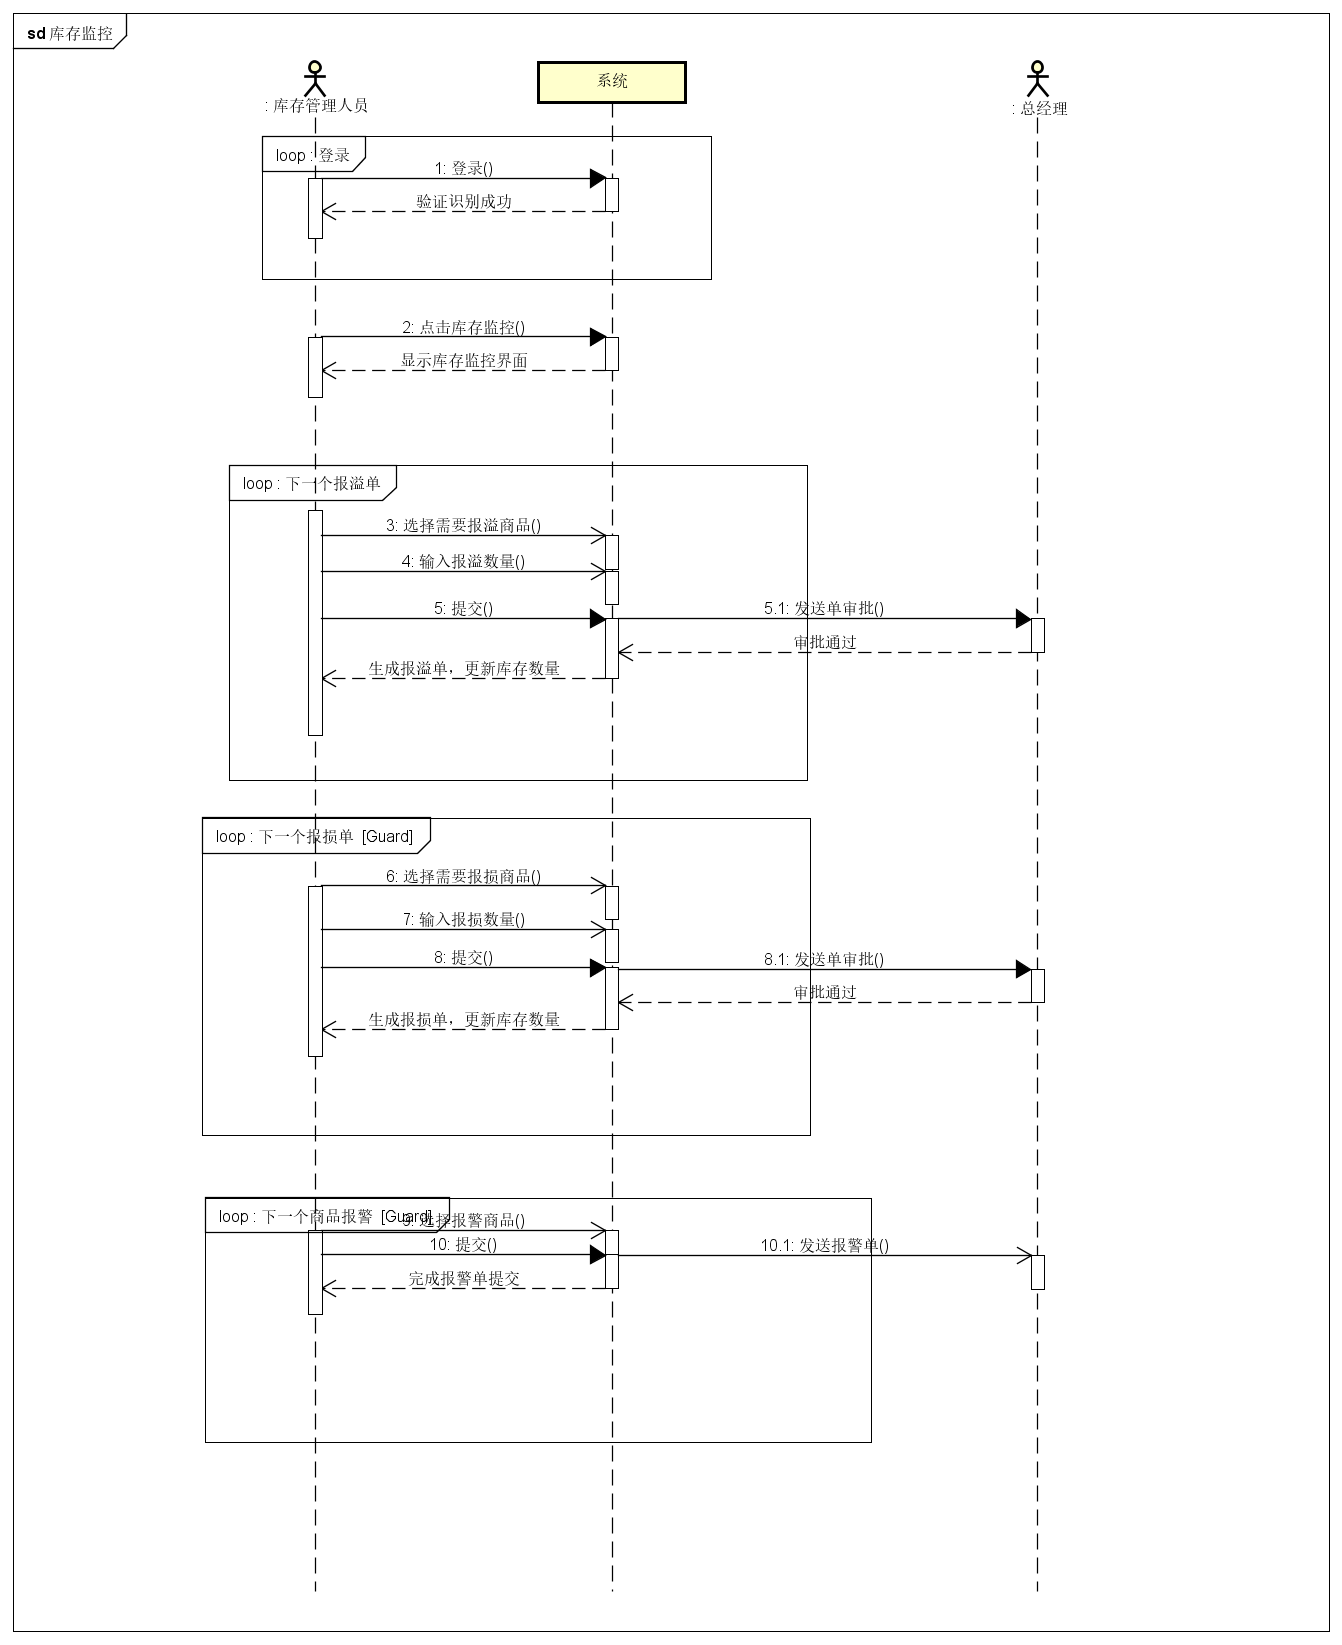 sd 库存监控
: 库存管理人员
系统
: 总经理
loop : 登录
1: 登录()
验证识别成功
2: 点击库存监控()
显示库存监控界面
loop : 下一个报溢单
3: 选择需要报溢商品()
4: 输入报溢数量()
5: 提交()
5.1: 发送单审批()
审批通过
生成报溢单，更新库存数量
loop : 下一个报损单 [Guard]
6: 选择需要报损商品()
7: 输入报损数量()
8: 提交()
8.1: 发送单审批()
审批通过
生成报损单，更新库存数量
loop : 下一个商品报警 [Guard]
9: 选择报警商品()
10: 提交()
10.1: 发送报警单()
完成报警单提交